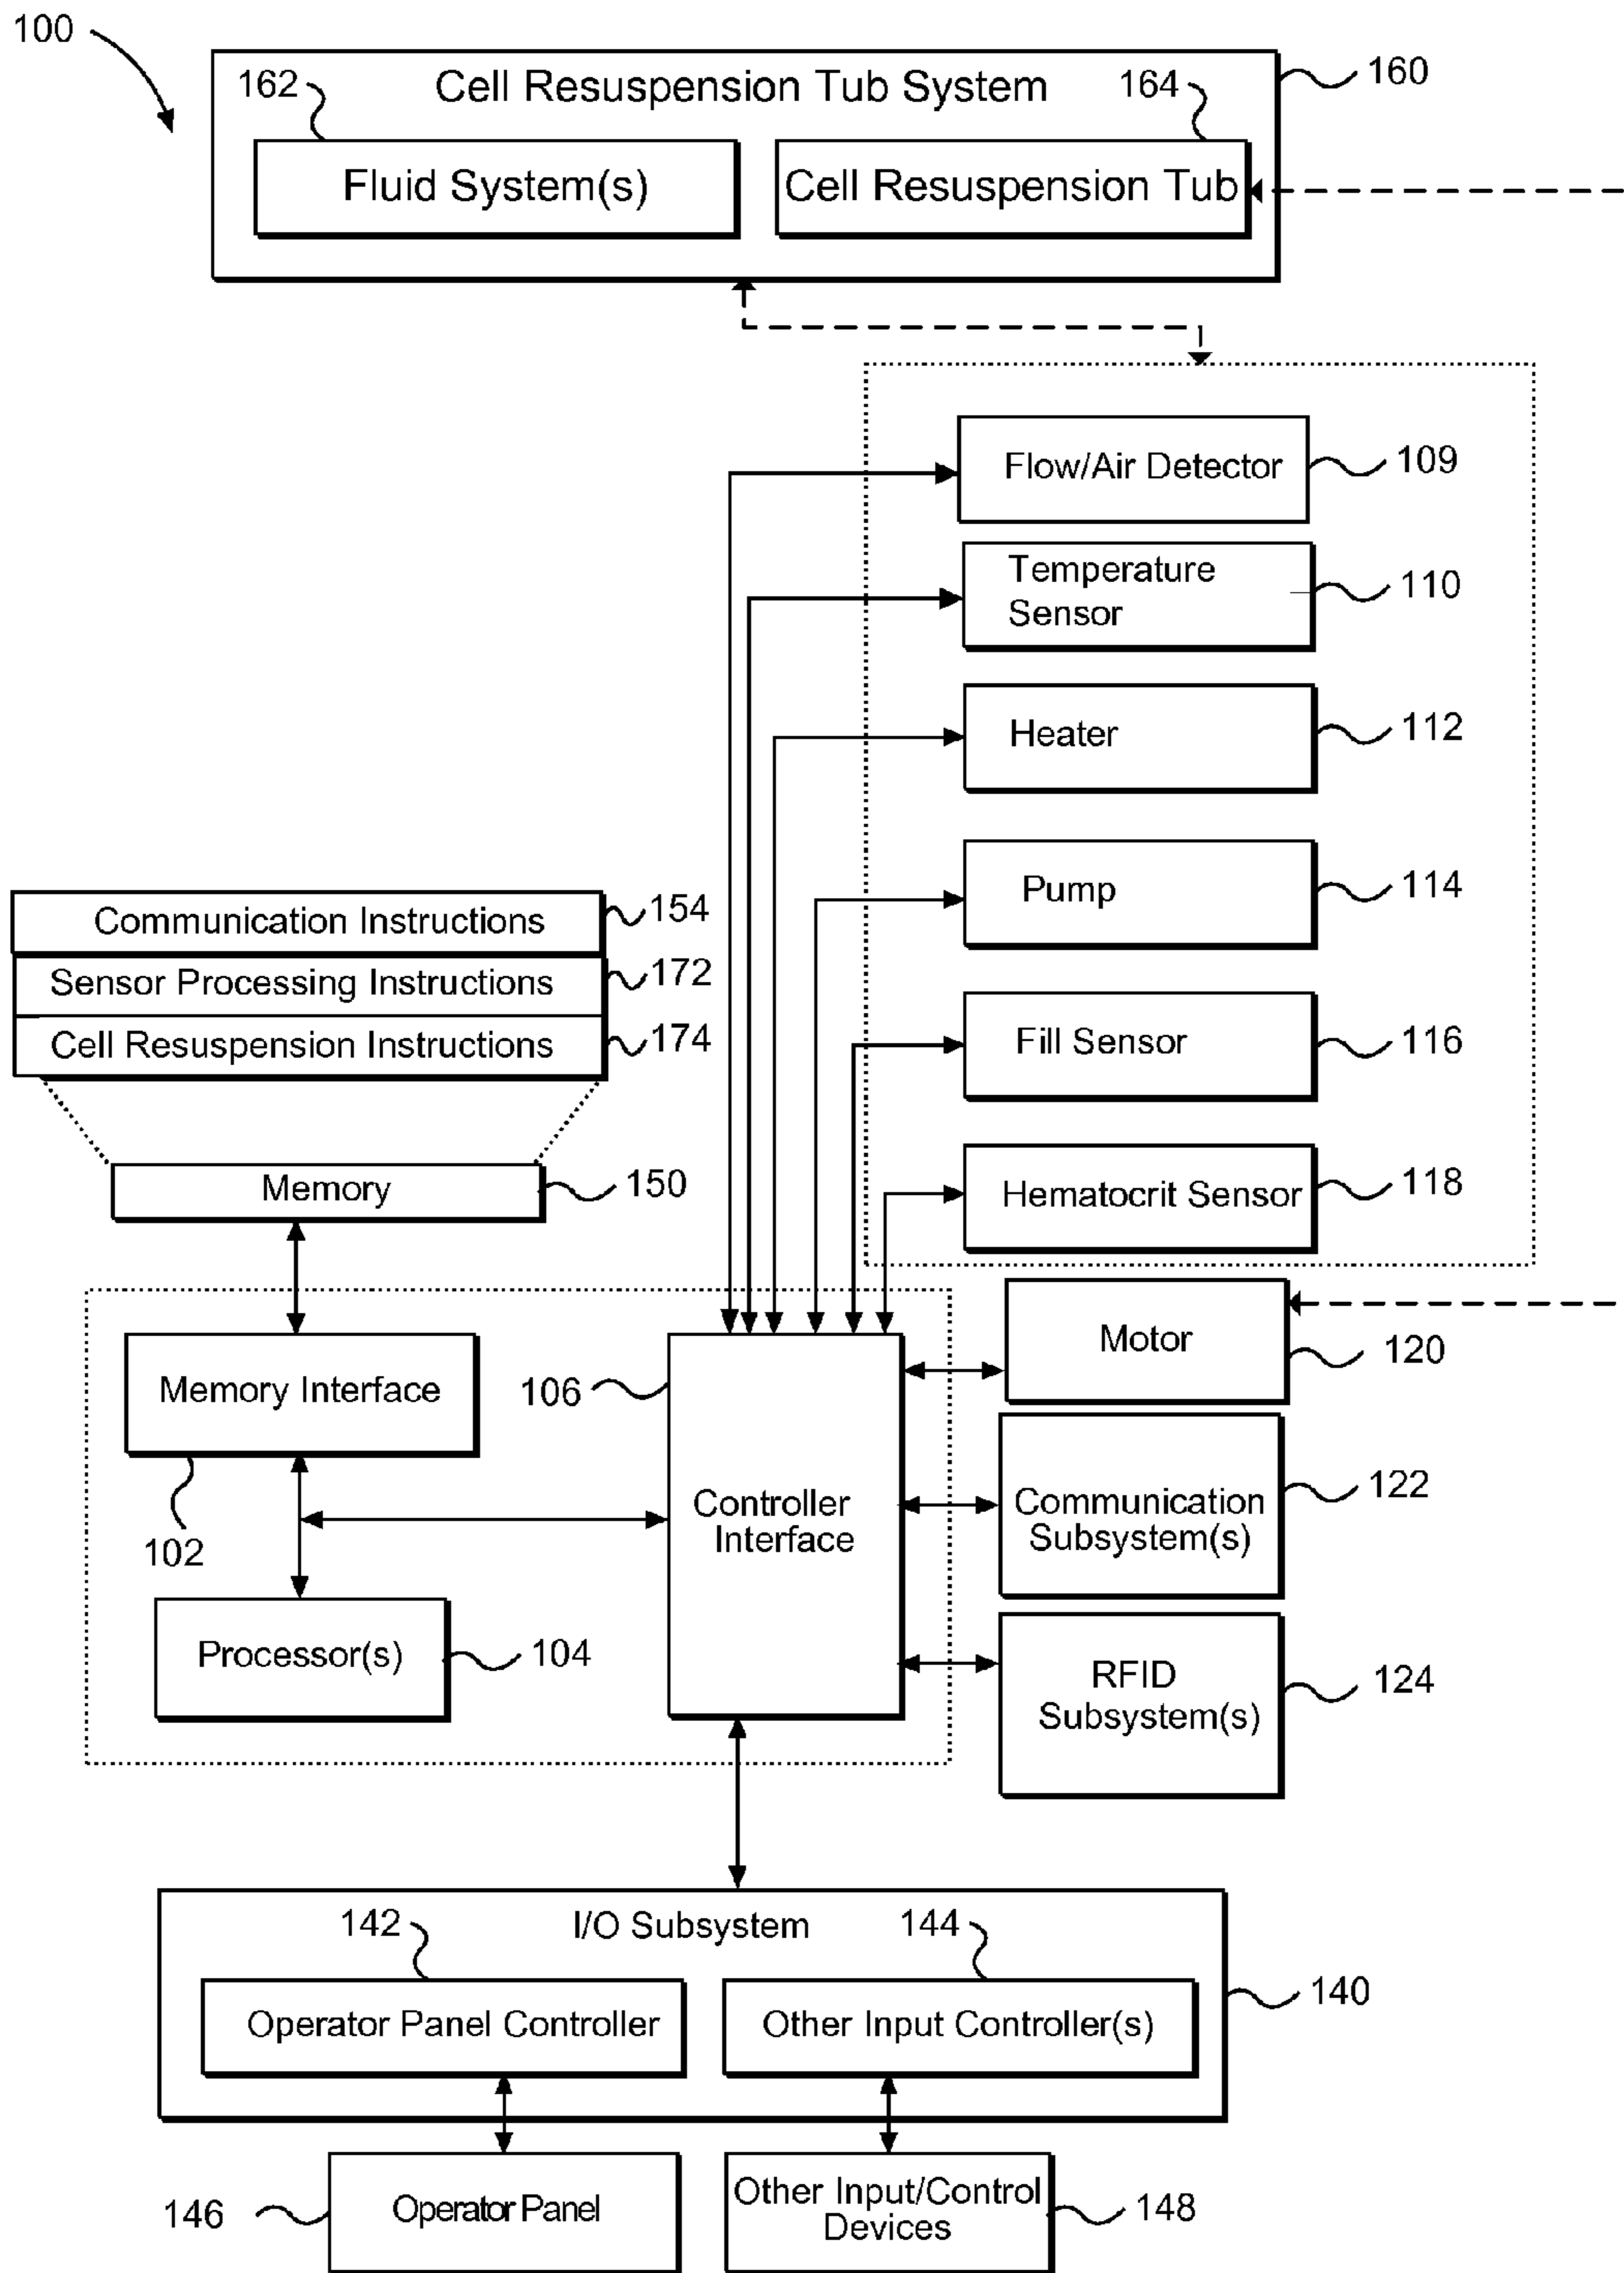 100
Cell Resuspension Tub System
160
162
164
Fluid System(s)
Cell Resuspension Tub
Flow/Air Detector
109
Temperature
Sensor
110
Heater
112
Pump
114
Communication Instructions
154
Sensor Processing Instructions
172
Cell Resuspension Instructions
174
Fill Sensor
116
Memory
150
Hematocrit Sensor
118
Memory Interface
102
106
Controller
Interface
Motor
120
Communication
Subsystem(s)
122
Processor(s)
104
RFID
Subsystem(s)
124
I/O Subsystem
142
144
140
Operator Panel Controller
Other Input Controller(s)
146
Operator Panel
Other Input/Control
Devices
148